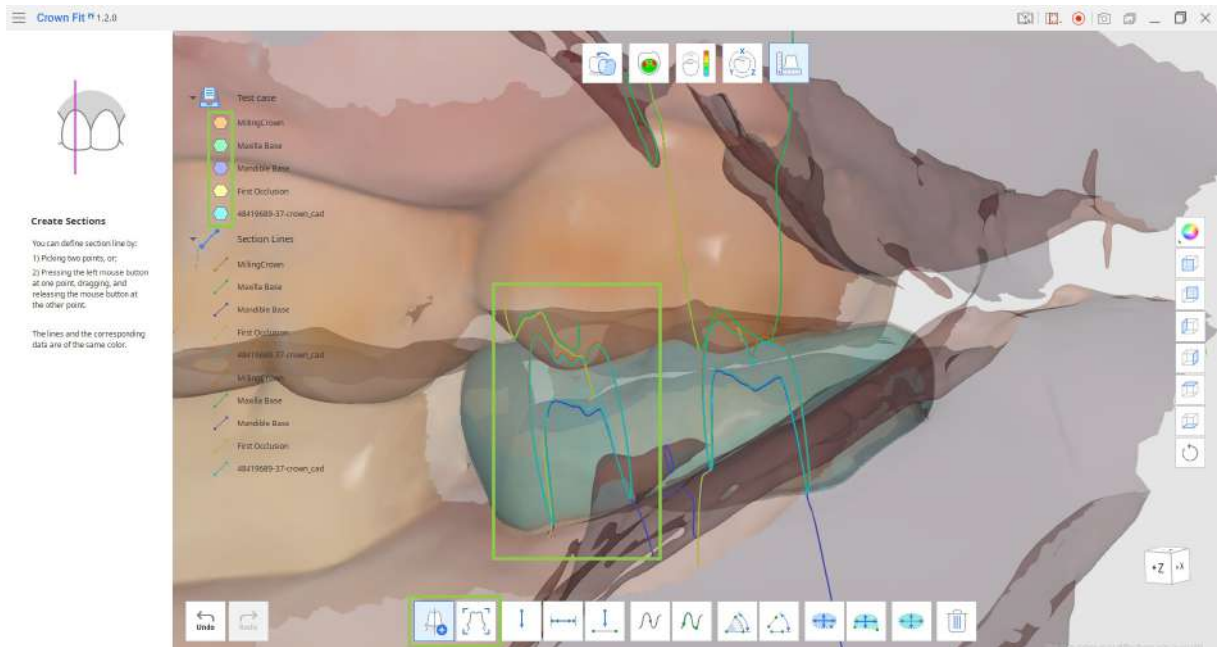 Crown Fit 1.2.0
Test case
MillingCrown
Maxilla Base
Mandible Base
First Occlusion
48419689-37-crown_cad
Section Lines
MillingCrown
Maxilla Base
Mandible Base
First Occlusion
48419689-37-crown_cad
MillingCrown
Maxilla Base
Mandible Base
First Occlusion
48419689-37-crown_cad
Create Sections
You can define section line by:
1) Picking two points, or;
2) Pressing the left mouse button
at one point, dragging, and
releasing the mouse button at
the other point.
The lines and the corresponding
data are of the same color.
X
Y
Z
+Z
+X
Undo
Redo